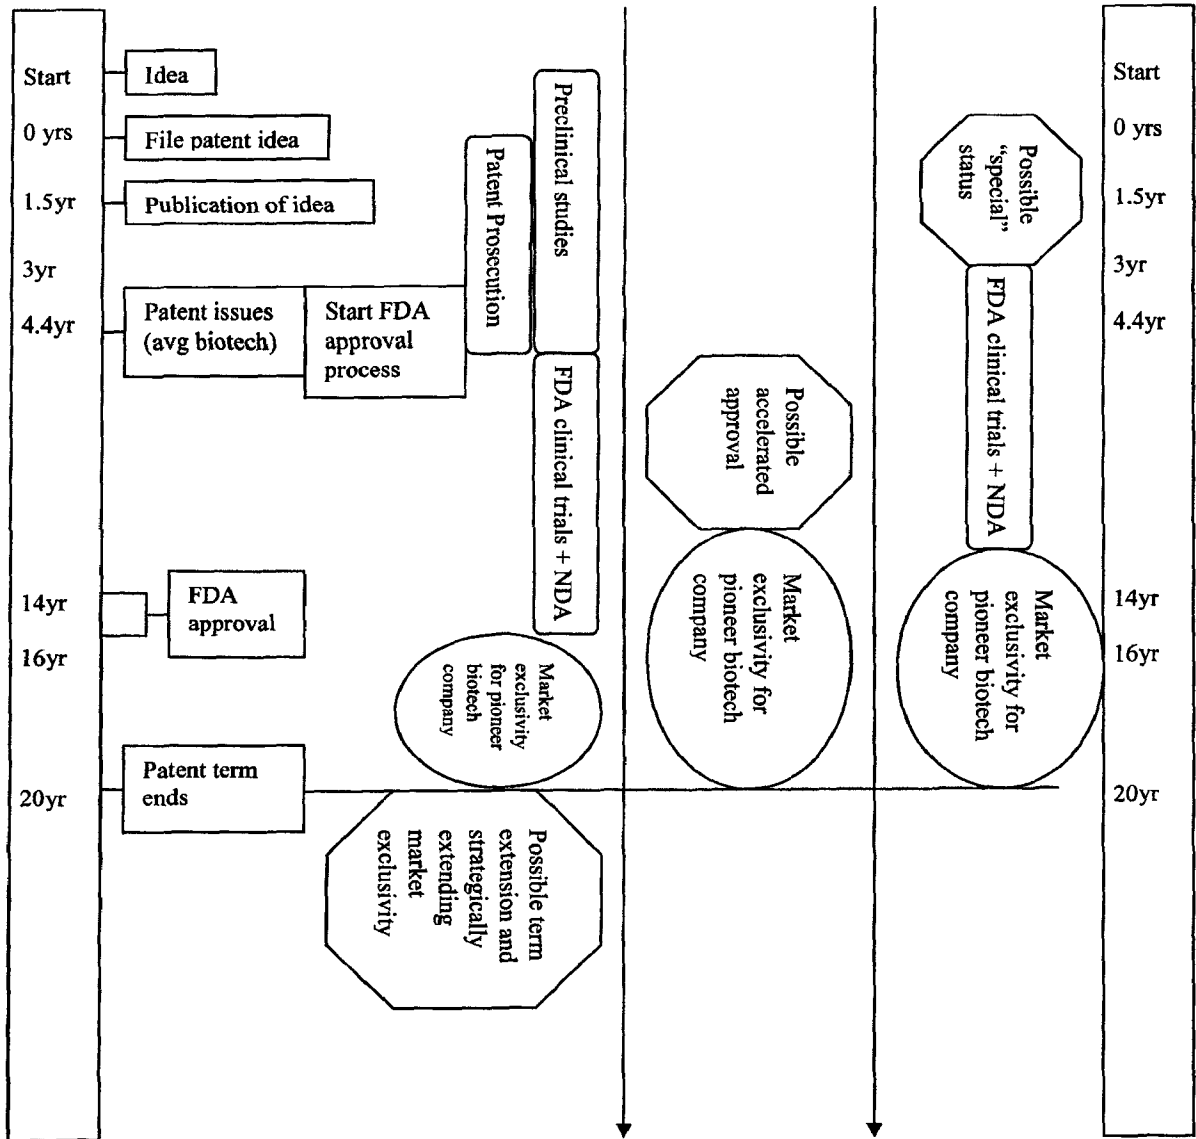 Start
0 yrs
1.5yr
3yr
4.4yr
14yr
16yr
20yr
Idea
File patent idea
Publication of idea
Patent issues
(avg biotech)
Start FDA
approval
process
FDA
approval
Patent term
ends
Patent Prosecution
Preclinical studies
FDA clinical trials + NDA
Market
exclusivity
for pioneer
biotech
company
Possible term
extension and
strategically
extending
market
exclusivity
Possible
accelerated
approval
Market
exclusivity for
pioneer biotech
company
Possible
“special”
status
FDA clinical trials + NDA
Market
exclusivity for
pioneer biotech
company
Start
0 yrs
1.5yr
3yr
4.4yr
14yr
16yr
20yr